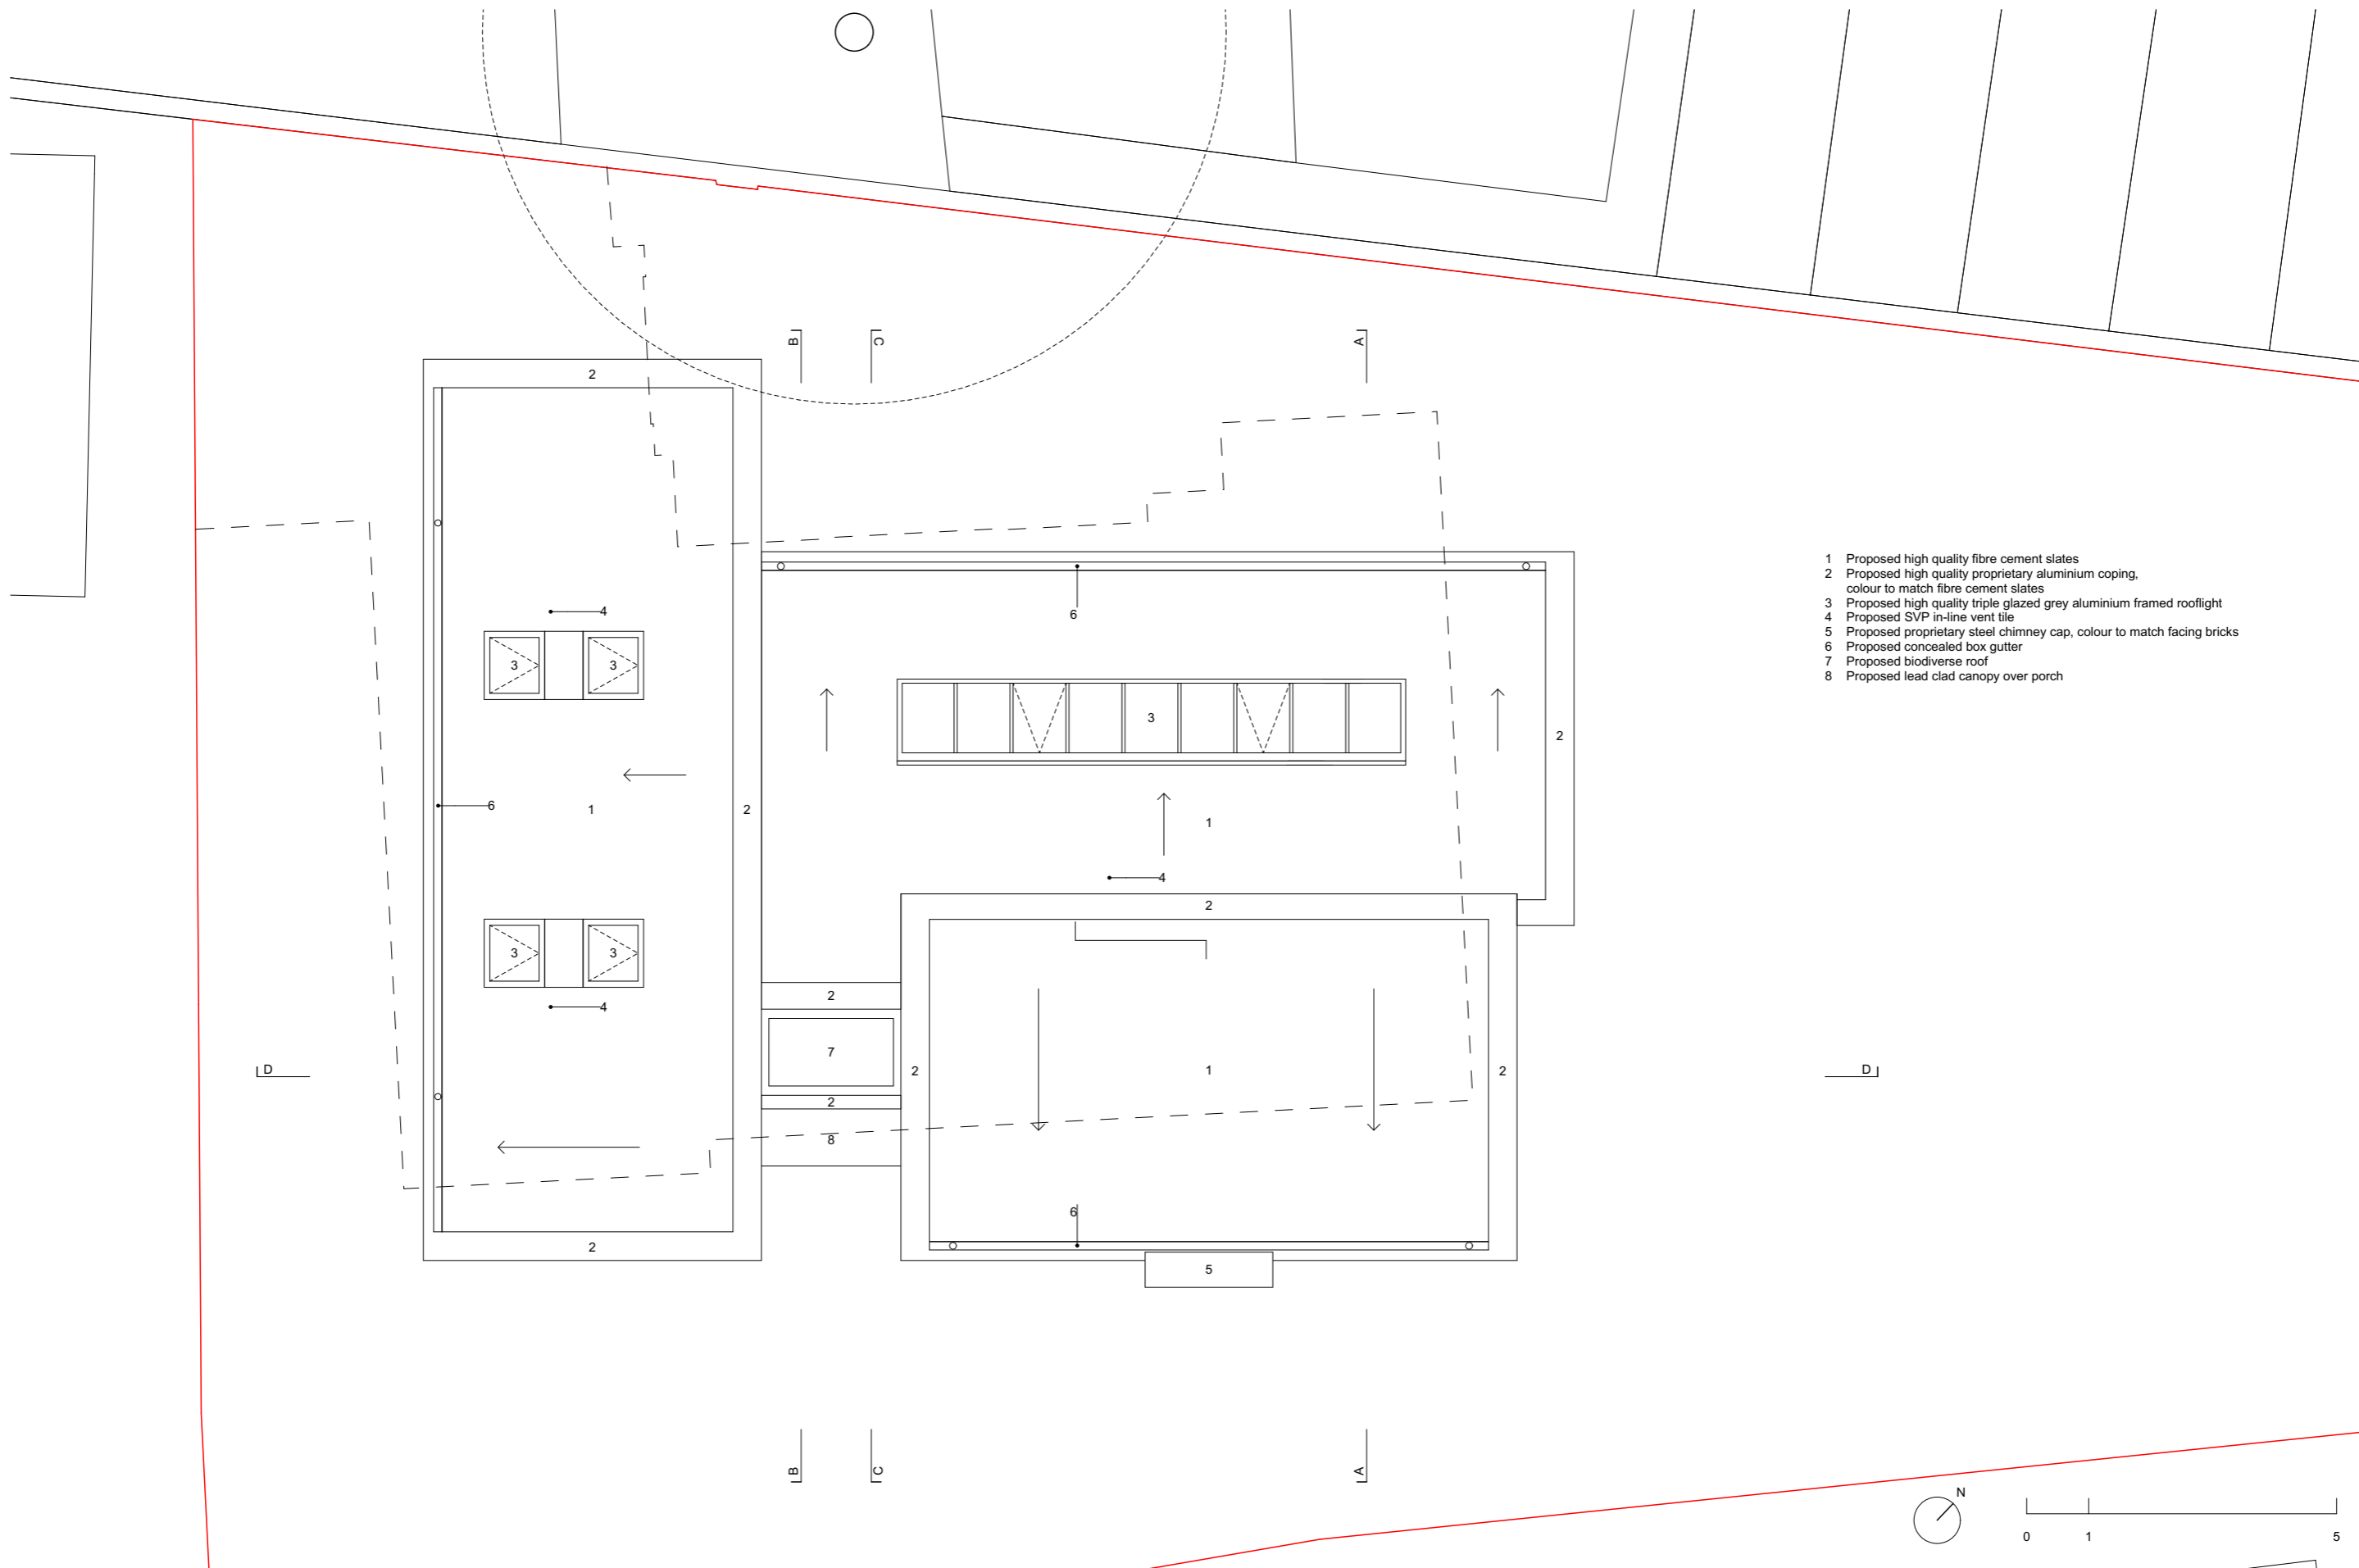 B
C
A
2
1 Proposed high quality fibre cement slates
2 Proposed high quality proprietary aluminium coping,
colour to match fibre cement slates
3 Proposed high quality triple glazed grey aluminium framed rooflight
4 Proposed SVP in-line vent tile
5 Proposed proprietary steel chimney cap, colour to match facing bricks
6 Proposed concealed box gutter
7 Proposed biodiverse roof
8 Proposed lead clad canopy over porch
4
6
3 3
3
2
6
1
2
1
4
2
3 3
2
4
7
D
2
1
2
D
2
8
6
2
5
B
C
A
N
0 1 5